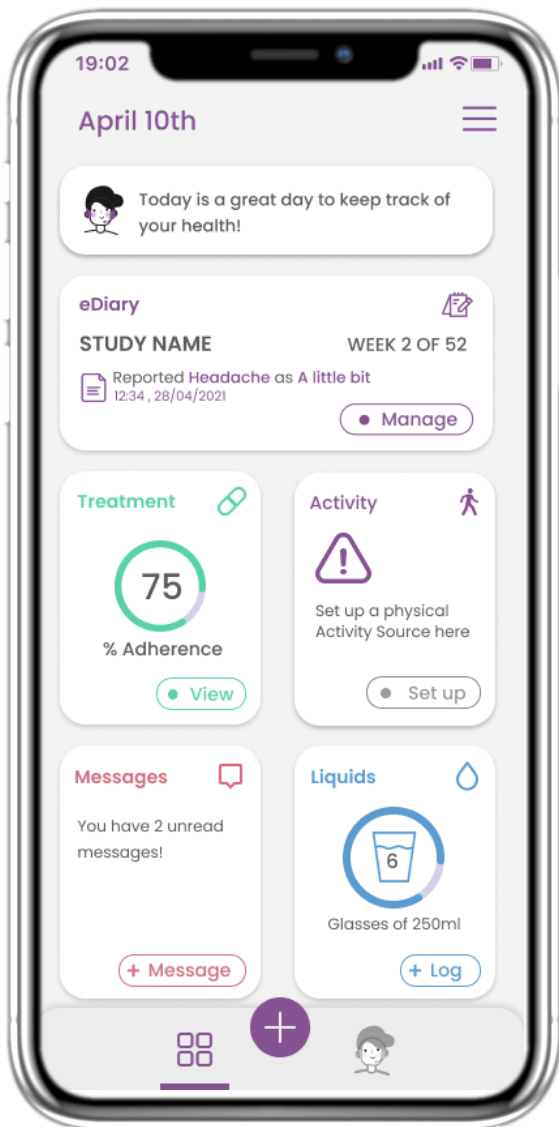 19:02
April 10th
Today is a great day to keep track of
your health!
eDiary
STUDY NAME
WEEK 2 OF 52
Reported Headache as A little bit
12:34 , 28/04/2021
Manage
Treatment
75
% Adherence
View
Activity
Set up a physical
Activity Source here
Set up
Messages
You have 2 unread
messages!
+ Message
Liquids
6
Glasses of 250ml
+ Log